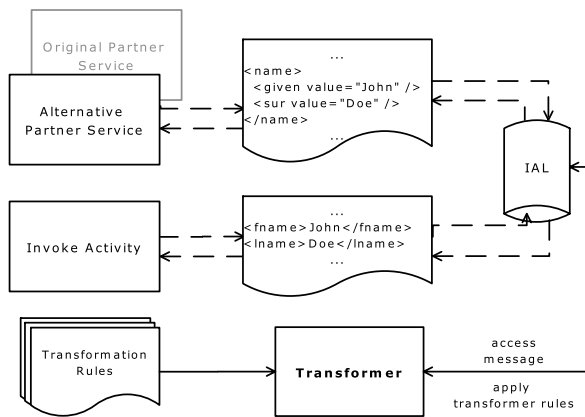 Original Partner
Service
Alternative
Partner Service
...
<name>
<given value="John" />
<sur value="Doe" />
</name>
...
IAL
Invoke Activity
...
<fname>John</fname>
<lname>Doe</lname>
...
Transformation
Rules
Transformer
access
message
apply
transformer rules